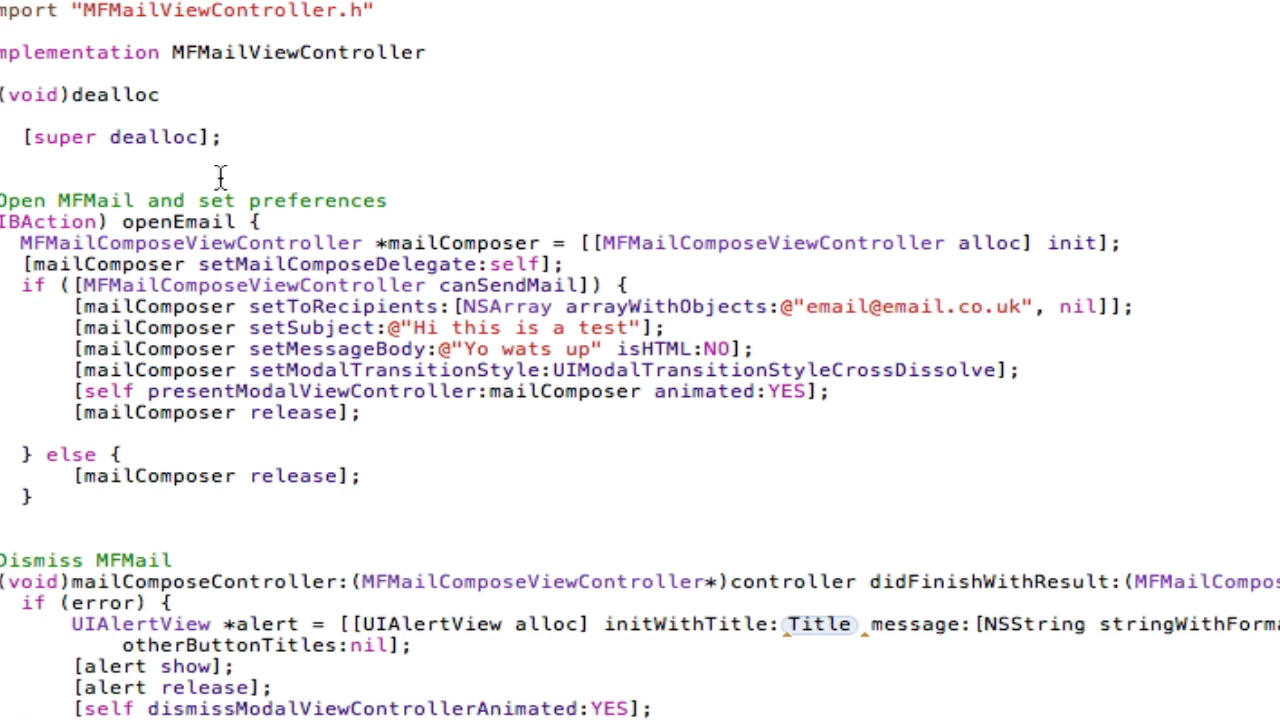 mport "MFMailViewController.h"
mplementation MFMailViewController
(void)dealloc
[super dealloc];
Open MFMail and set preferences
IBAction) openEmail {
MFMailComposeViewController *mailComposer = [[MFMailComposeViewController alloc] init];
[mailComposer setMailComposeDelegate:self];
if ([MFMailComposeViewController canSendMail]) {
[mailComposer setToRecipients:[NSArray arrayWithObjects:@"email@email.co.uk", nil]];
[mailComposer setSubject:@"Hi this is a test"];
[mailComposer setMessageBody:@"Yo wats up" isHTML:NO];
[mailComposer setModalTransitionStyle:UIModalTransitionStyleCrossDissolve];
[self presentModalViewController:mailComposer animated:YES];
[mailComposer release];
} else {
[mailComposer release];
}
Dismiss MFMail
(void)mailComposeController:(MFMailComposeViewController*)controller didFinishWithResult:(MFMailCompos
if (error) {
UIAlertView *alert = [[UIAlertView alloc] initWithTitle:Title message:[NSString stringWithForma
otherButtonTitles:nil];
[alert show];
[alert release];
[self dismissModalViewControllerAnimated:YES];